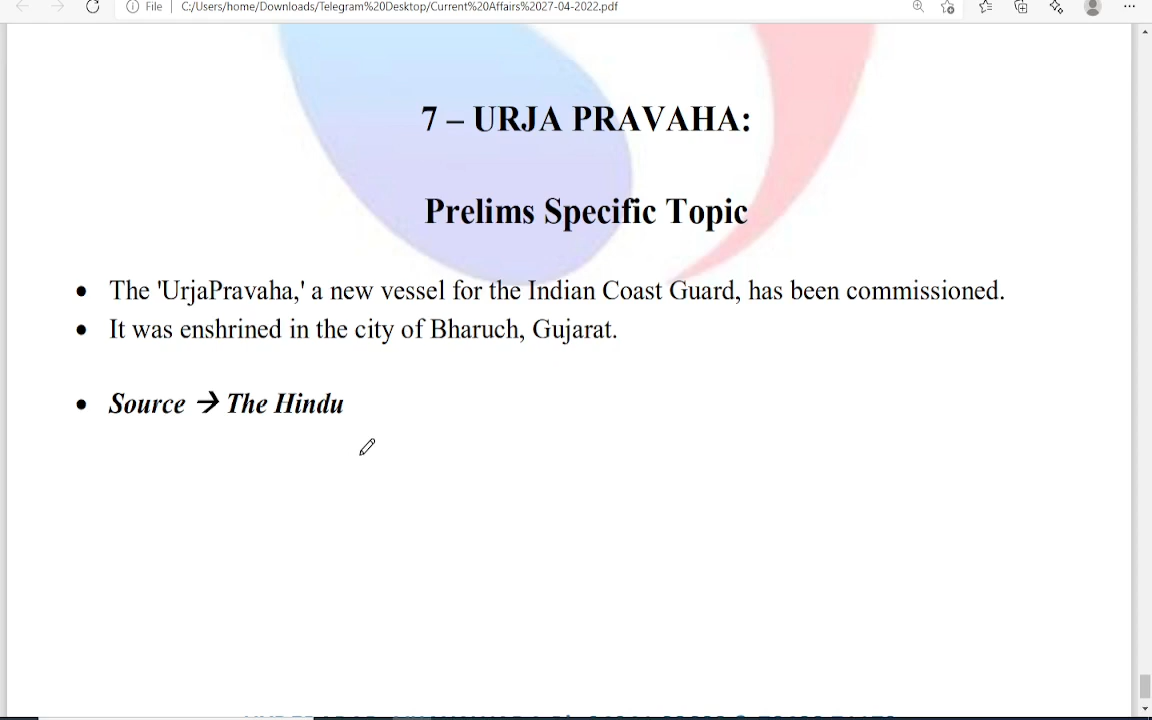 File | C:/Users/home/Downloads/Telegram%20Desktop/Current%20Affairs%2027-04-2022.pdf
7 – URJA PRAVAHA:
Prelims Specific Topic
• The 'UrjaPravaha,' a new vessel for the Indian Coast Guard, has been commissioned.
• It was enshrined in the city of Bharuch, Gujarat.
• Source → The Hindu